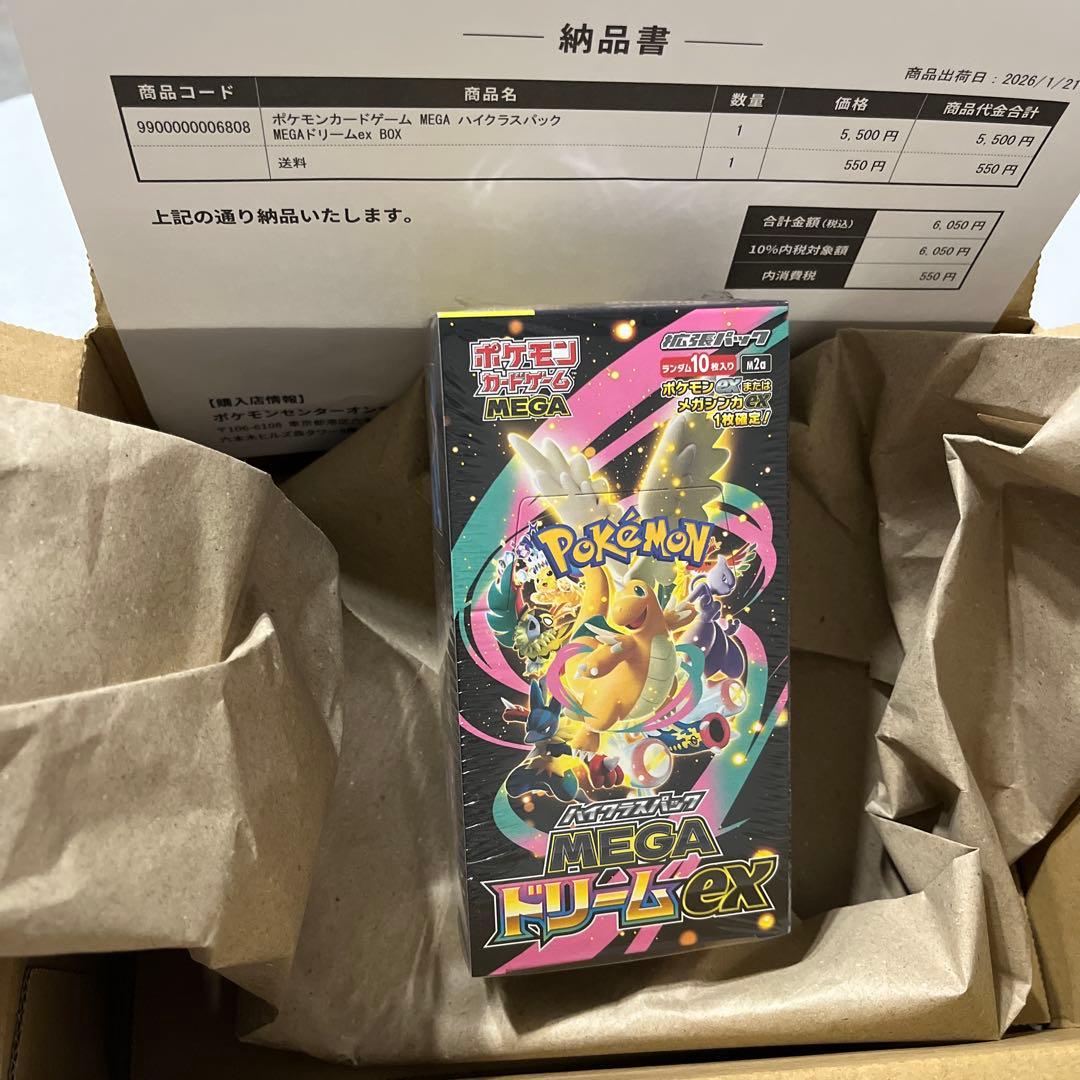 納品書
商品出荷日：2026/1/21
商品コード 商品名 数量 価格 商品代金合計
9900000006808 ポケモンカードゲーム MEGA ハイクラスパック 1 5,500円 5,500円
MEGAドリームex BOX
送料 1 550円 550円
上記の通り納品いたします。
合計金額(税込) 6,050円
10%内税対象額 6,050円
内消費税 550円
【購入店情報】
ポケモンセンターオン
〒106-6108 東京都港区六
六本木ヒルズ森タワー8
ポケモン
カードゲーム
MEGA
拡張パック
ランダム10枚入り M2a
ポケモンexまたは
メガシンカex
1枚確定！
POKéMON
ハイクラスパック
MEGA
ドリームex